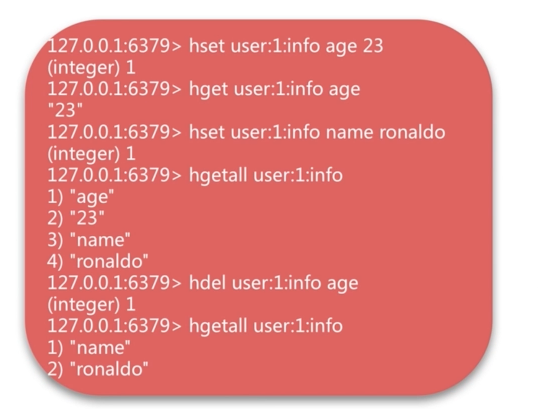 127.0.0.1:6379> hset user:1:info age 23
(integer) 1
127.0.0.1:6379> hget user:1:info age
"23"
127.0.0.1:6379> hset user:1:info name ronaldo
(integer) 1
127.0.0.1:6379> hgetall user:1:info
1) "age"
2) "23"
3) "name"
4) "ronaldo"
127.0.0.1:6379> hdel user:1:info age
(integer) 1
127.0.0.1:6379> hgetall user:1:info
1) "name"
2) "ronaldo"